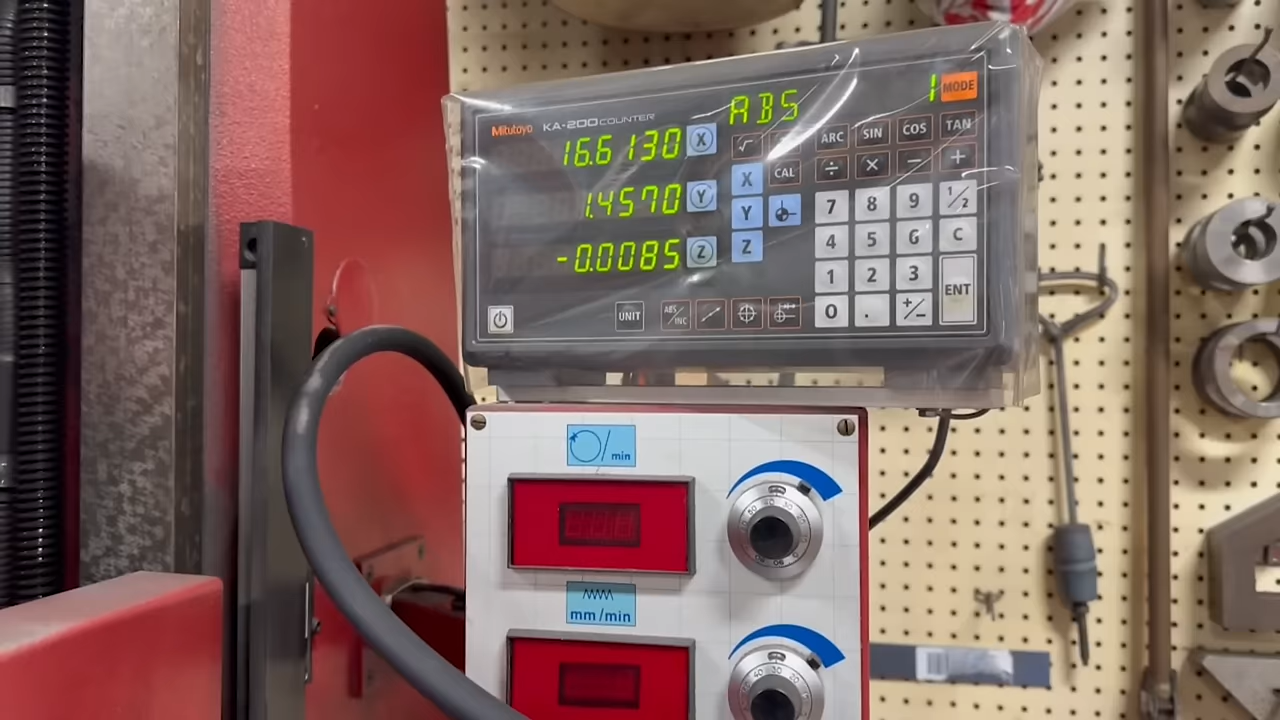 Mitutoyo KA-200 COUNTER
ABS
1 MODE
16.6130 X
1.4570 Y
-0.0085 Z
ARC SIN COS TAN
√ CAL ÷ × − +
X
Y
Z
7 8 9 1/2
4 5 6 C
1 2 3 ENT
0 . +/−
UNIT ABS/INC
/min
mm/min